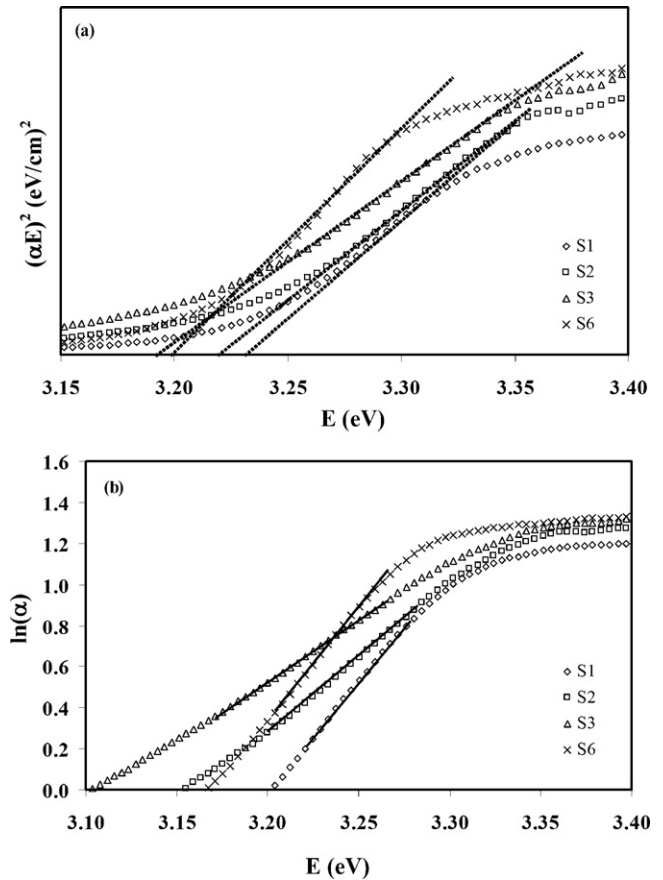 (a)
(αE)² (eV/cm)²
S1
S2
S3
S6
3.15 3.20 3.25 3.30 3.35 3.40
E (eV)
(b)
1.6
1.4
1.2
1.0
0.8
0.6
0.4
0.2
0.0
ln(α)
S1
S2
S3
S6
3.10 3.15 3.20 3.25 3.30 3.35 3.40
E (eV)